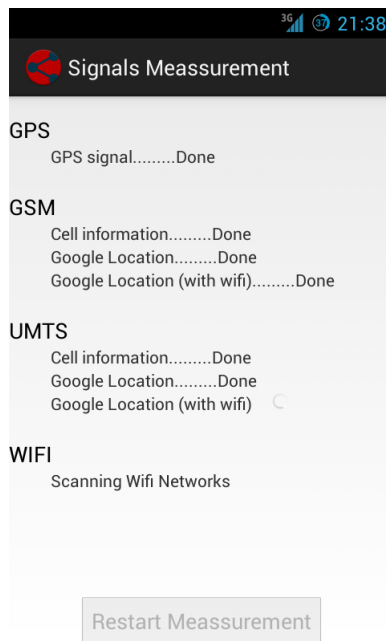 3G 37 21:38
Signals Meassurement
GPS
GPS signal.........Done
GSM
Cell information.........Done
Google Location.........Done
Google Location (with wifi).........Done
UMTS
Cell information.........Done
Google Location.........Done
Google Location (with wifi)
WIFI
Scanning Wifi Networks
Restart Meassurement